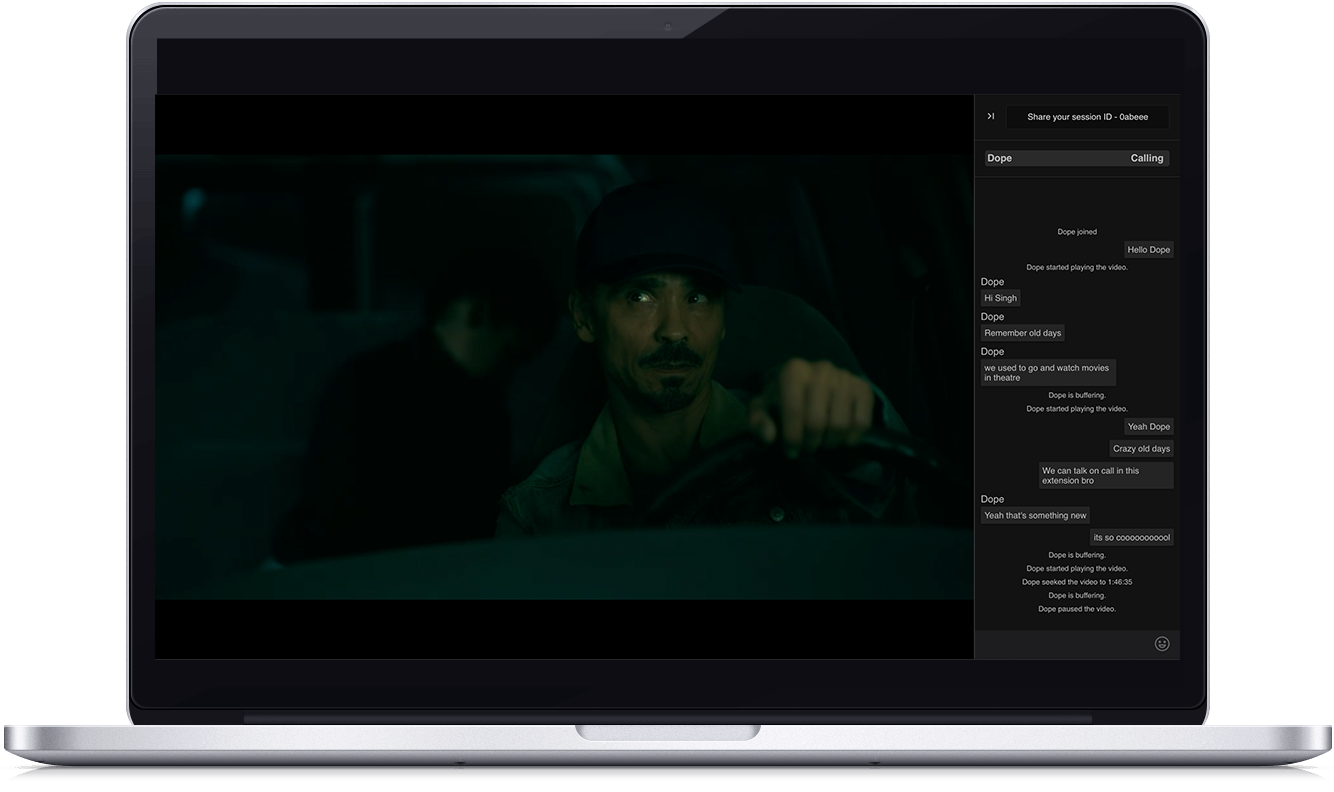 Share your session ID - 0abeee
Dope Calling
Dope joined
Hello Dope
Dope started playing the video.
Dope
Hi Singh
Dope
Remember old days
Dope
we used to go and watch movies
in theatre
Dope is buffering.
Dope started playing the video.
Yeah Dope
Crazy old days
We can talk on call in this
extension bro
Dope
Yeah that's something new
its so coooooooooool
Dope is buffering.
Dope started playing the video.
Dope seeked the video to 1:46:35
Dope is buffering.
Dope paused the video.